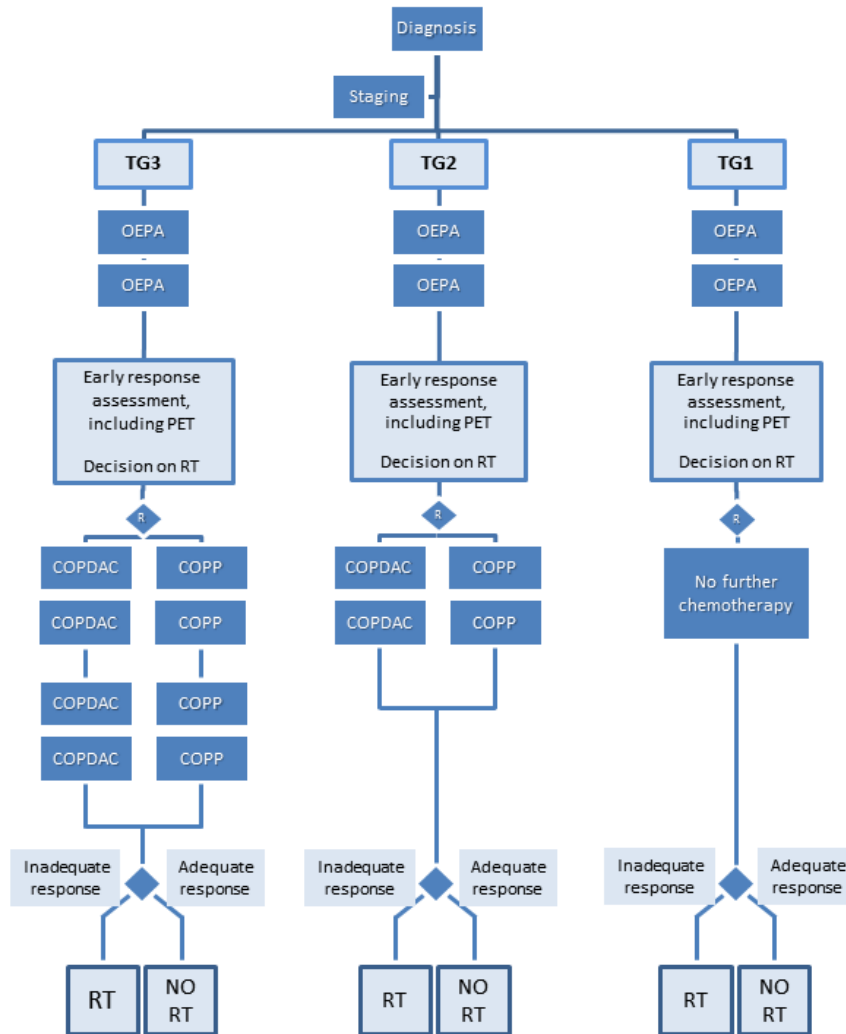 Diagnosis
Staging
TG3
TG2
TG1
OEPA
OEPA
OEPA
-
-
-
OEPA
OEPA
OEPA
Early response
assessment,
including PET
Decision on RT
Early response
assessment,
including PET
Decision on RT
Early response
assessment,
including PET
Decision on RT
R
R
R
COPDAC
COPP
COPDAC
COPP
COPDAC
COPP
COPDAC
COPP
COPDAC
COPP
COPDAC
COPP
No further
chemotherapy
Inadequate
response
Adequate
response
Inadequate
response
Adequate
response
Inadequate
response
Adequate
response
RT
NO
RT
RT
NO
RT
RT
NO
RT